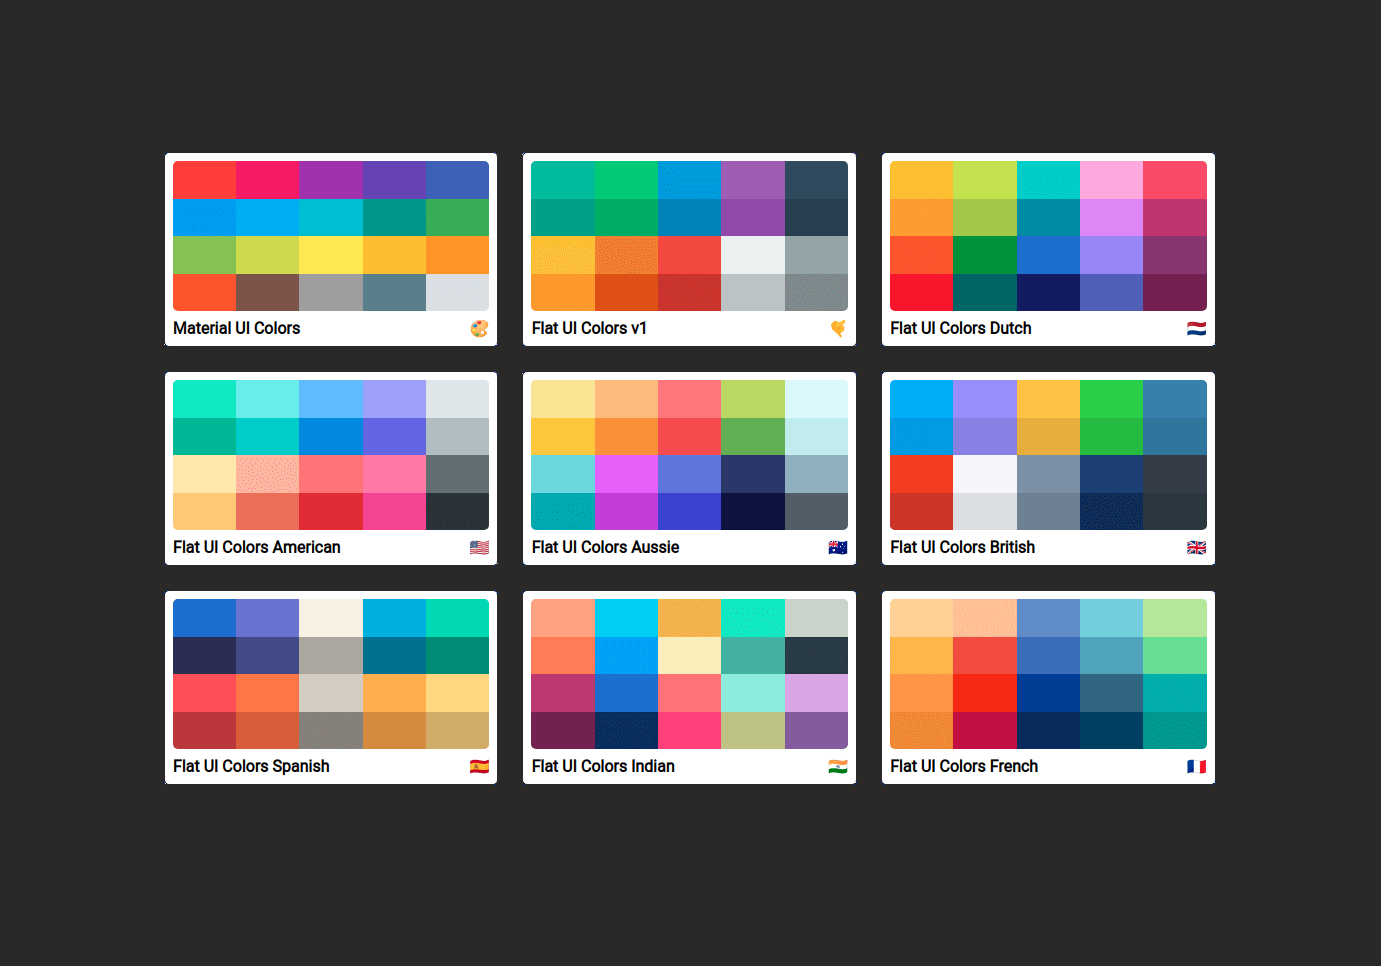 Material UI Colors
Flat UI Colors v1
Flat UI Colors Dutch
Flat UI Colors American
Flat UI Colors Aussie
Flat UI Colors British
Flat UI Colors Spanish
Flat UI Colors Indian
Flat UI Colors French